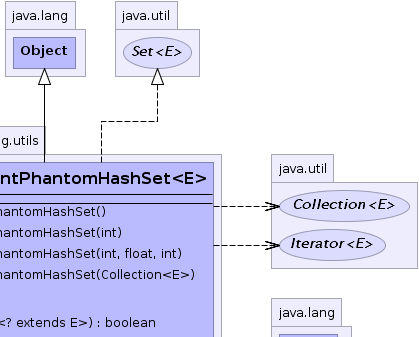 java.lang
java.util
Object
Set<E>
g.utils
ntPhantomHashSet<E>
java.util
hantomHashSet()
Collection<E>
hantomHashSet(int)
Iterator<E>
hantomHashSet(int, float, int)
hantomHashSet(Collection<E>)
java.lang
<? extends E>) : boolean